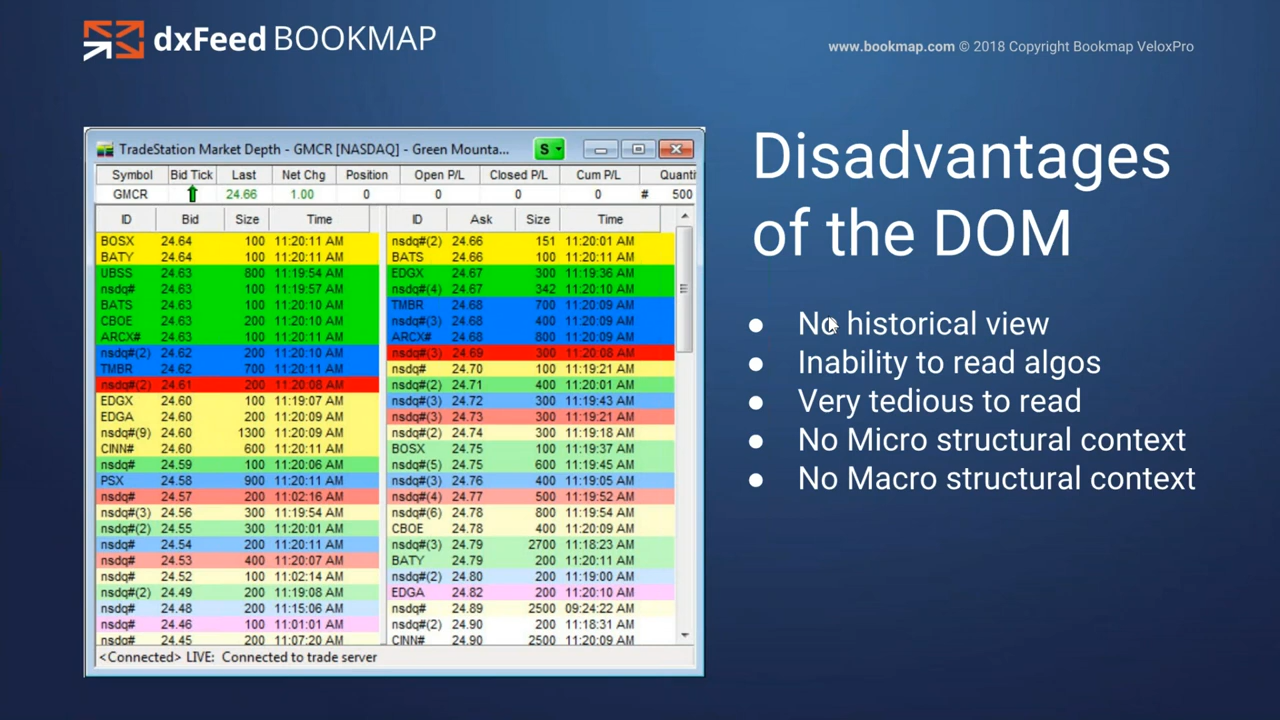 dxFeed BOOKMAP
www.bookmap.com © 2018 Copyright Bookmap VeloxPro
TradeStation Market Depth - GMCR [NASDAQ] - Green Mounta... S
Symbol Bid Tick Last Net Chg Position Open P/L Closed P/L Cum P/L Quanti
GMCR 24.66 1.00 0 0 0 0 # 500
ID Bid Size Time ID Ask Size Time
BOSX 24.64 100 11:20:11 AM nsdq#(2) 24.66 151 11:20:01 AM
BATY 24.64 100 11:20:11 AM BATS 24.66 100 11:20:11 AM
UBSS 24.63 800 11:19:54 AM EDGX 24.67 300 11:19:36 AM
nsdq# 24.63 100 11:19:57 AM nsdq#(4) 24.67 342 11:20:10 AM
BATS 24.63 100 11:20:10 AM TMBR 24.68 700 11:20:09 AM
CBOE 24.63 200 11:20:10 AM nsdq#(3) 24.68 400 11:20:09 AM
ARCX# 24.63 100 11:20:11 AM ARCX# 24.68 800 11:20:09 AM
nsdq#(2) 24.62 200 11:20:10 AM nsdq#(3) 24.69 300 11:20:08 AM
TMBR 24.62 700 11:20:11 AM nsdq# 24.70 100 11:19:21 AM
nsdq#(2) 24.61 200 11:20:08 AM nsdq#(2) 24.71 400 11:20:01 AM
EDGX 24.60 100 11:19:07 AM nsdq#(3) 24.72 300 11:19:43 AM
EDGA 24.60 200 11:20:09 AM nsdq#(3) 24.73 300 11:19:21 AM
nsdq#(9) 24.60 1300 11:20:09 AM nsdq#(2) 24.74 300 11:19:18 AM
CINN# 24.60 600 11:20:11 AM BOSX 24.75 100 11:19:37 AM
nsdq# 24.59 100 11:20:06 AM nsdq#(5) 24.75 600 11:19:45 AM
PSX 24.58 900 11:20:11 AM nsdq#(3) 24.76 400 11:19:05 AM
nsdq# 24.57 200 11:02:16 AM nsdq#(4) 24.77 500 11:19:52 AM
nsdq#(3) 24.56 300 11:19:54 AM nsdq#(6) 24.78 800 11:19:54 AM
nsdq#(2) 24.55 300 11:20:01 AM CBOE 24.78 400 11:20:09 AM
nsdq# 24.54 200 11:20:11 AM nsdq#(3) 24.79 2700 11:18:23 AM
nsdq# 24.53 400 11:20:07 AM BATY 24.79 200 11:20:11 AM
nsdq# 24.52 100 11:02:14 AM nsdq#(2) 24.80 200 11:19:00 AM
nsdq#(2) 24.49 200 11:19:08 AM EDGA 24.82 200 11:20:10 AM
nsdq# 24.48 200 11:15:06 AM nsdq# 24.89 2500 09:24:22 AM
nsdq# 24.46 100 11:01:01 AM nsdq#(2) 24.90 200 11:18:31 AM
nsdq# 24.45 200 11:07:20 AM CINN# 24.90 2500 11:20:09 AM
<Connected> LIVE: Connected to trade server
Disadvantages
of the DOM
● No historical view
● Inability to read algos
● Very tedious to read
● No Micro structural context
● No Macro structural context